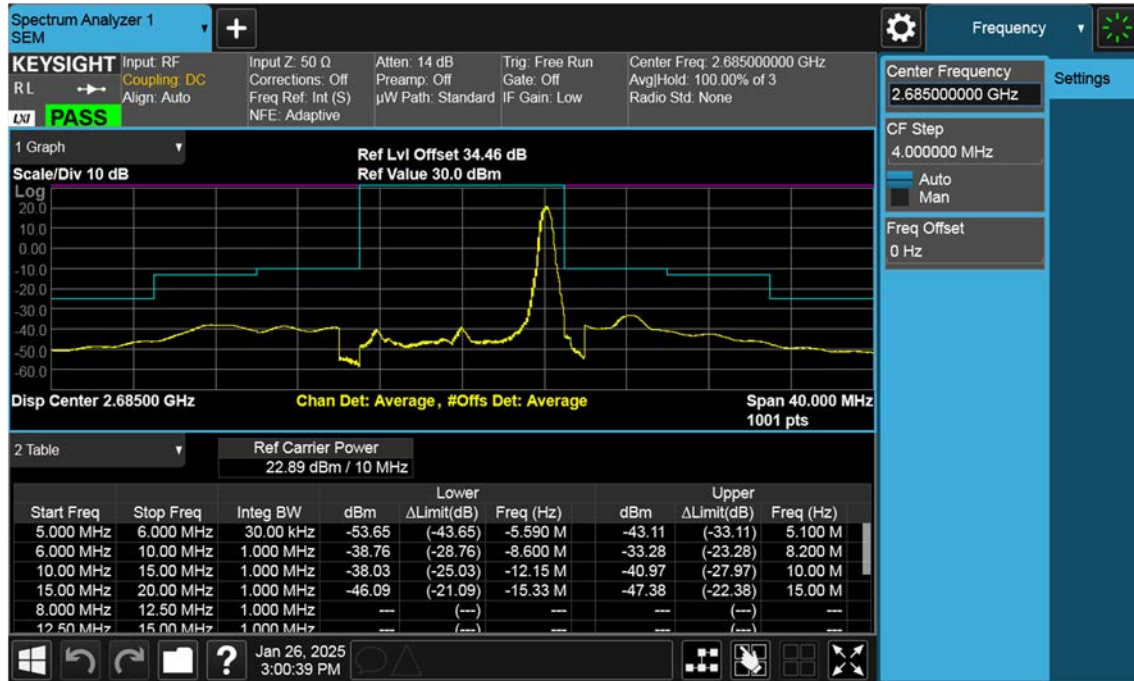 Spectrum Analyzer 1
SEM
Frequency
KEYSIGHT
R L
LXI PASS
Input: RF
Coupling: DC
Align: Auto
Input Z: 50 Ω
Corrections: Off
Freq Ref: Int (S)
NFE: Adaptive
Atten: 14 dB
Preamp: Off
µW Path: Standard
Trig: Free Run
Gate: Off
IF Gain: Low
Center Freq: 2.685000000 GHz
Avg|Hold: 100.00% of 3
Radio Std: None
Center Frequency
2.685000000 GHz
Settings
CF Step
4.000000 MHz
Auto
Man
Freq Offset
0 Hz
1 Graph
Ref Lvl Offset 34.46 dB
Scale/Div 10 dB
Ref Value 30.0 dBm
Log
20.0
10.0
0.00
-10.0
-20.0
-30.0
-40.0
-50.0
-60.0
Disp Center 2.68500 GHz
Chan Det: Average, #Offs Det: Average
Span 40.000 MHz
1001 pts
2 Table
Ref Carrier Power
22.89 dBm / 10 MHz
Lower Upper
Start Freq Stop Freq Integ BW dBm ΔLimit(dB) Freq (Hz) dBm ΔLimit(dB) Freq (Hz)
5.000 MHz 6.000 MHz 30.00 kHz -53.65 (-43.65) -5.590 M -43.11 (-33.11) 5.100 M
6.000 MHz 10.00 MHz 1.000 MHz -38.76 (-28.76) -8.600 M -33.28 (-23.28) 8.200 M
10.00 MHz 15.00 MHz 1.000 MHz -38.03 (-25.03) -12.15 M -40.97 (-27.97) 10.00 M
15.00 MHz 20.00 MHz 1.000 MHz -46.09 (-21.09) -15.33 M -47.38 (-22.38) 15.00 M
8.000 MHz 12.50 MHz 1.000 MHz --- (---) --- --- (---) ---
12.50 MHz 15.00 MHz 1.000 MHz --- (---) --- --- (---) ---
Jan 26, 2025
3:00:39 PM